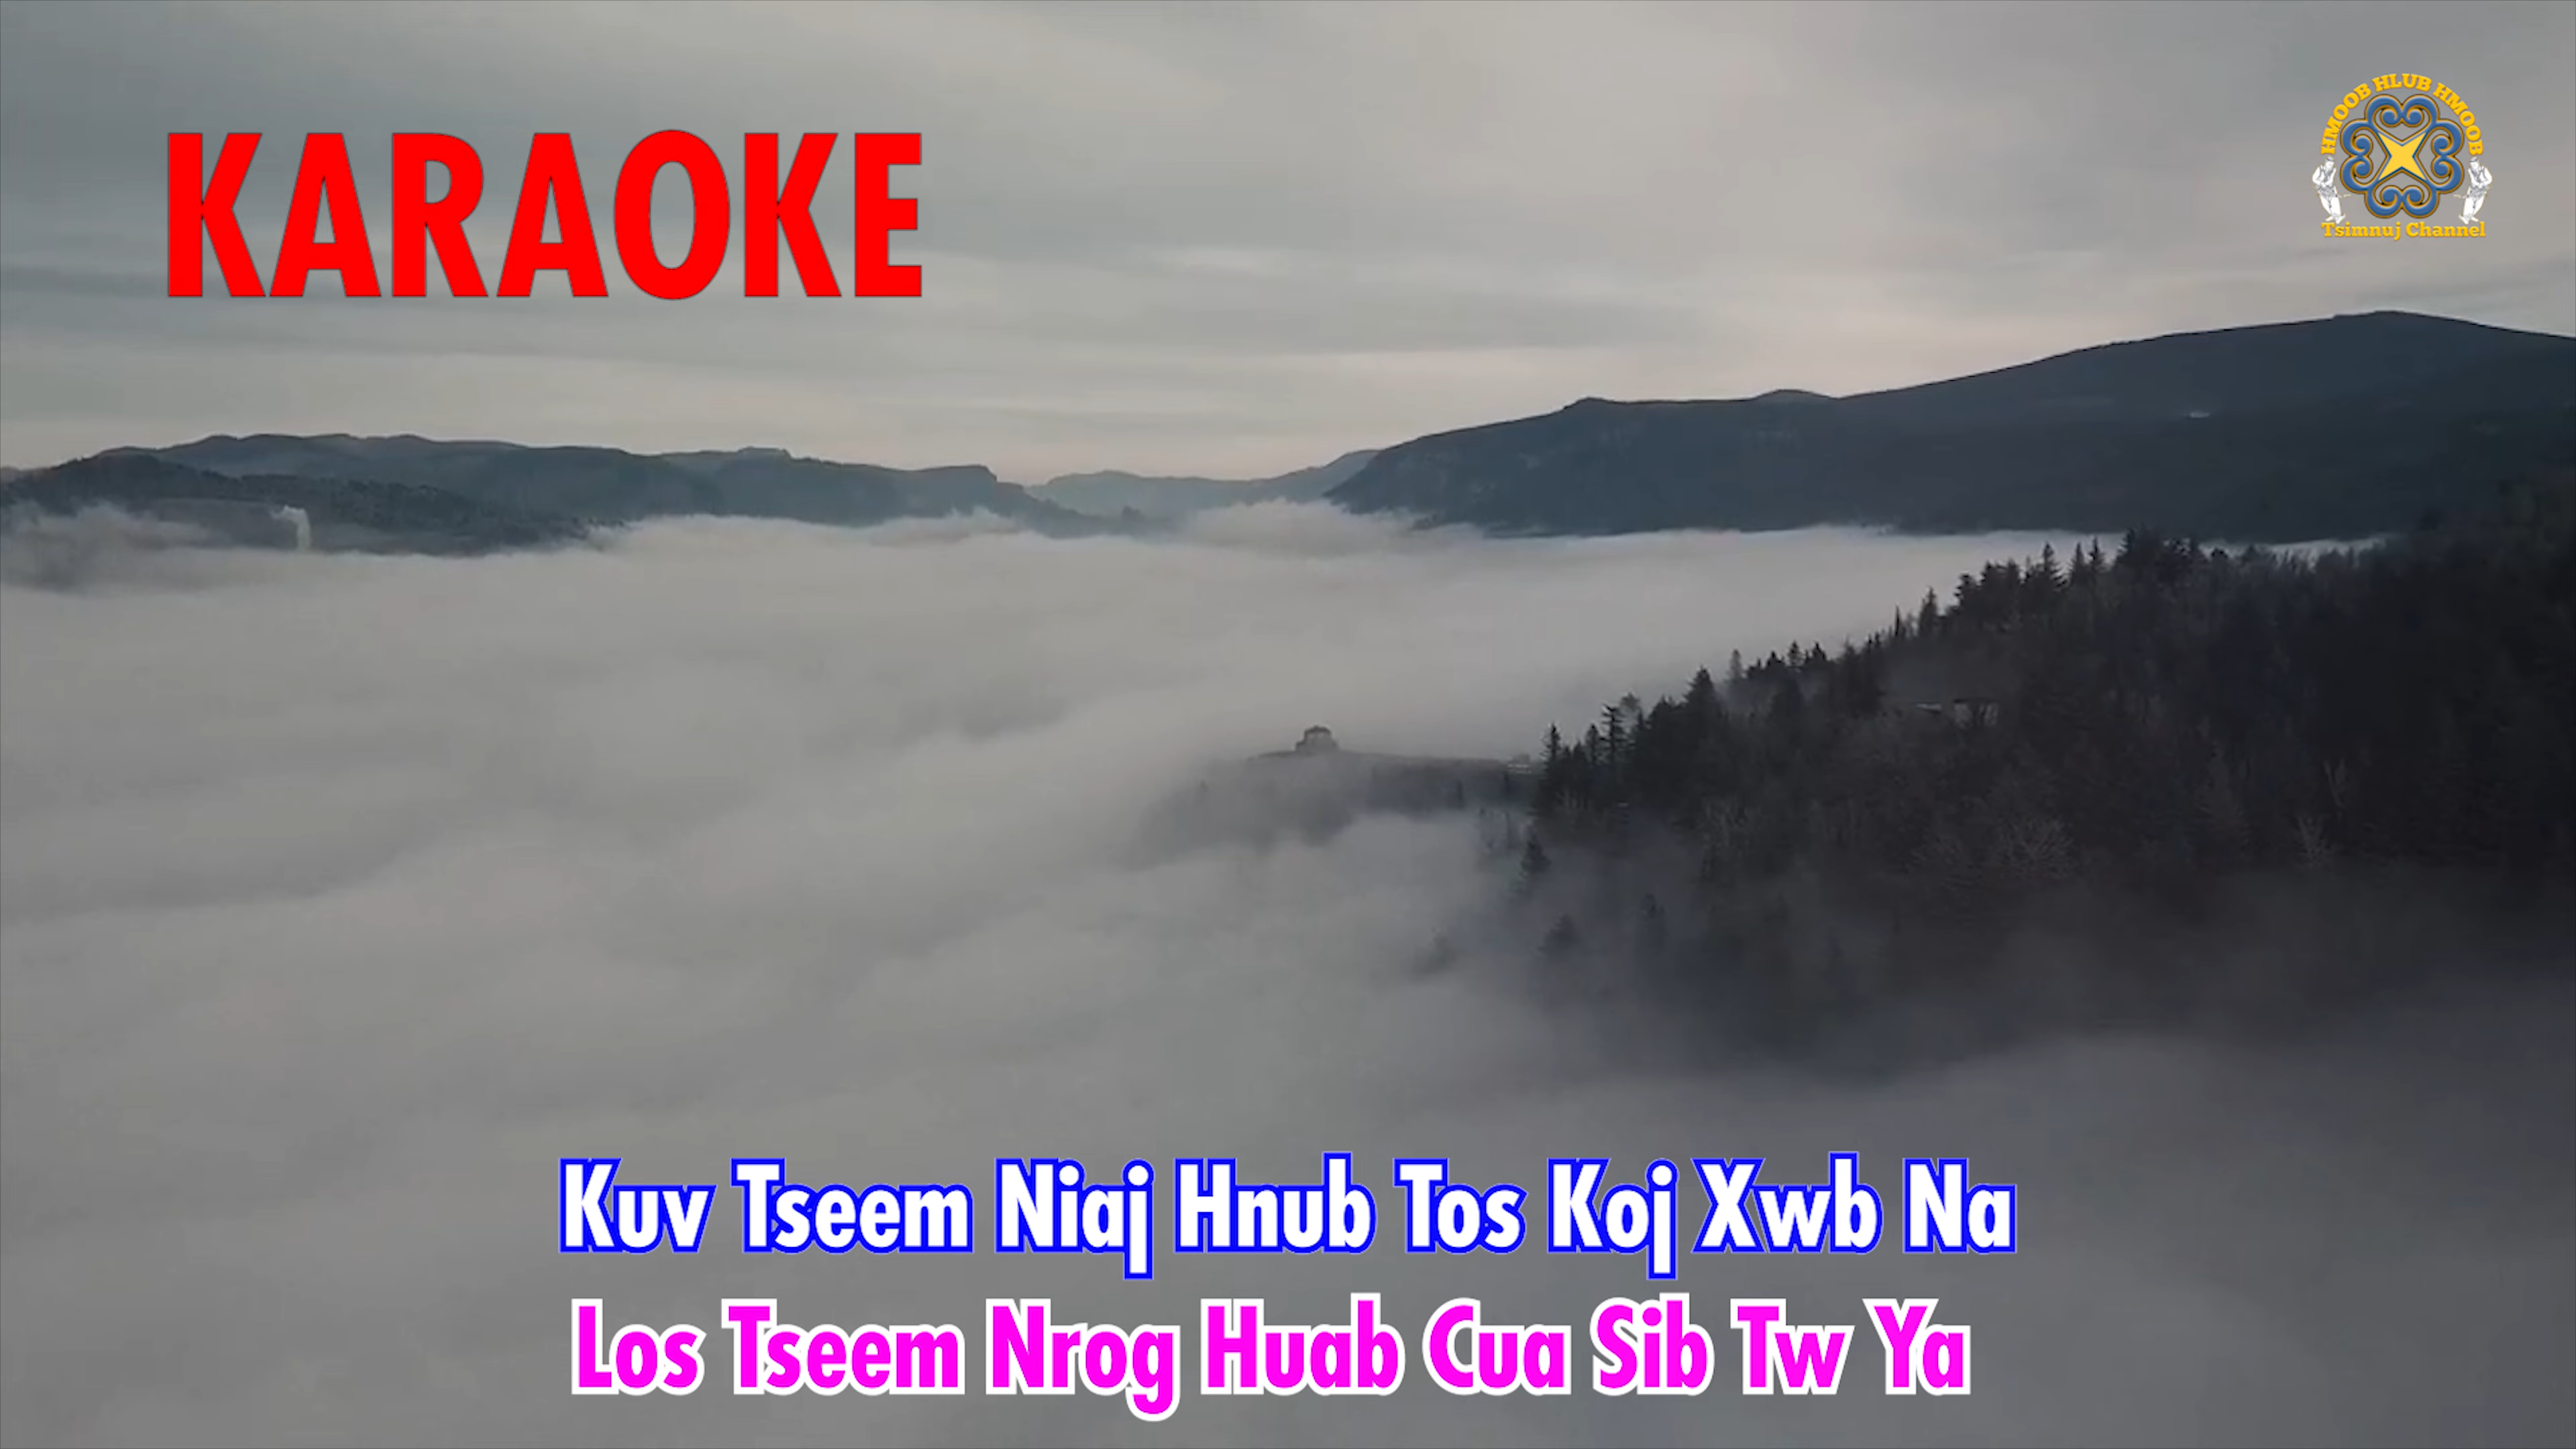 KARAOKE
HMOOB HLUB HMOOB
Tsimnuj Channel
Kuv Tseem Niaj Hnub Tos Koj Xwb Na
Los Tseem Nrog Huab Cua Sib Tw Ya